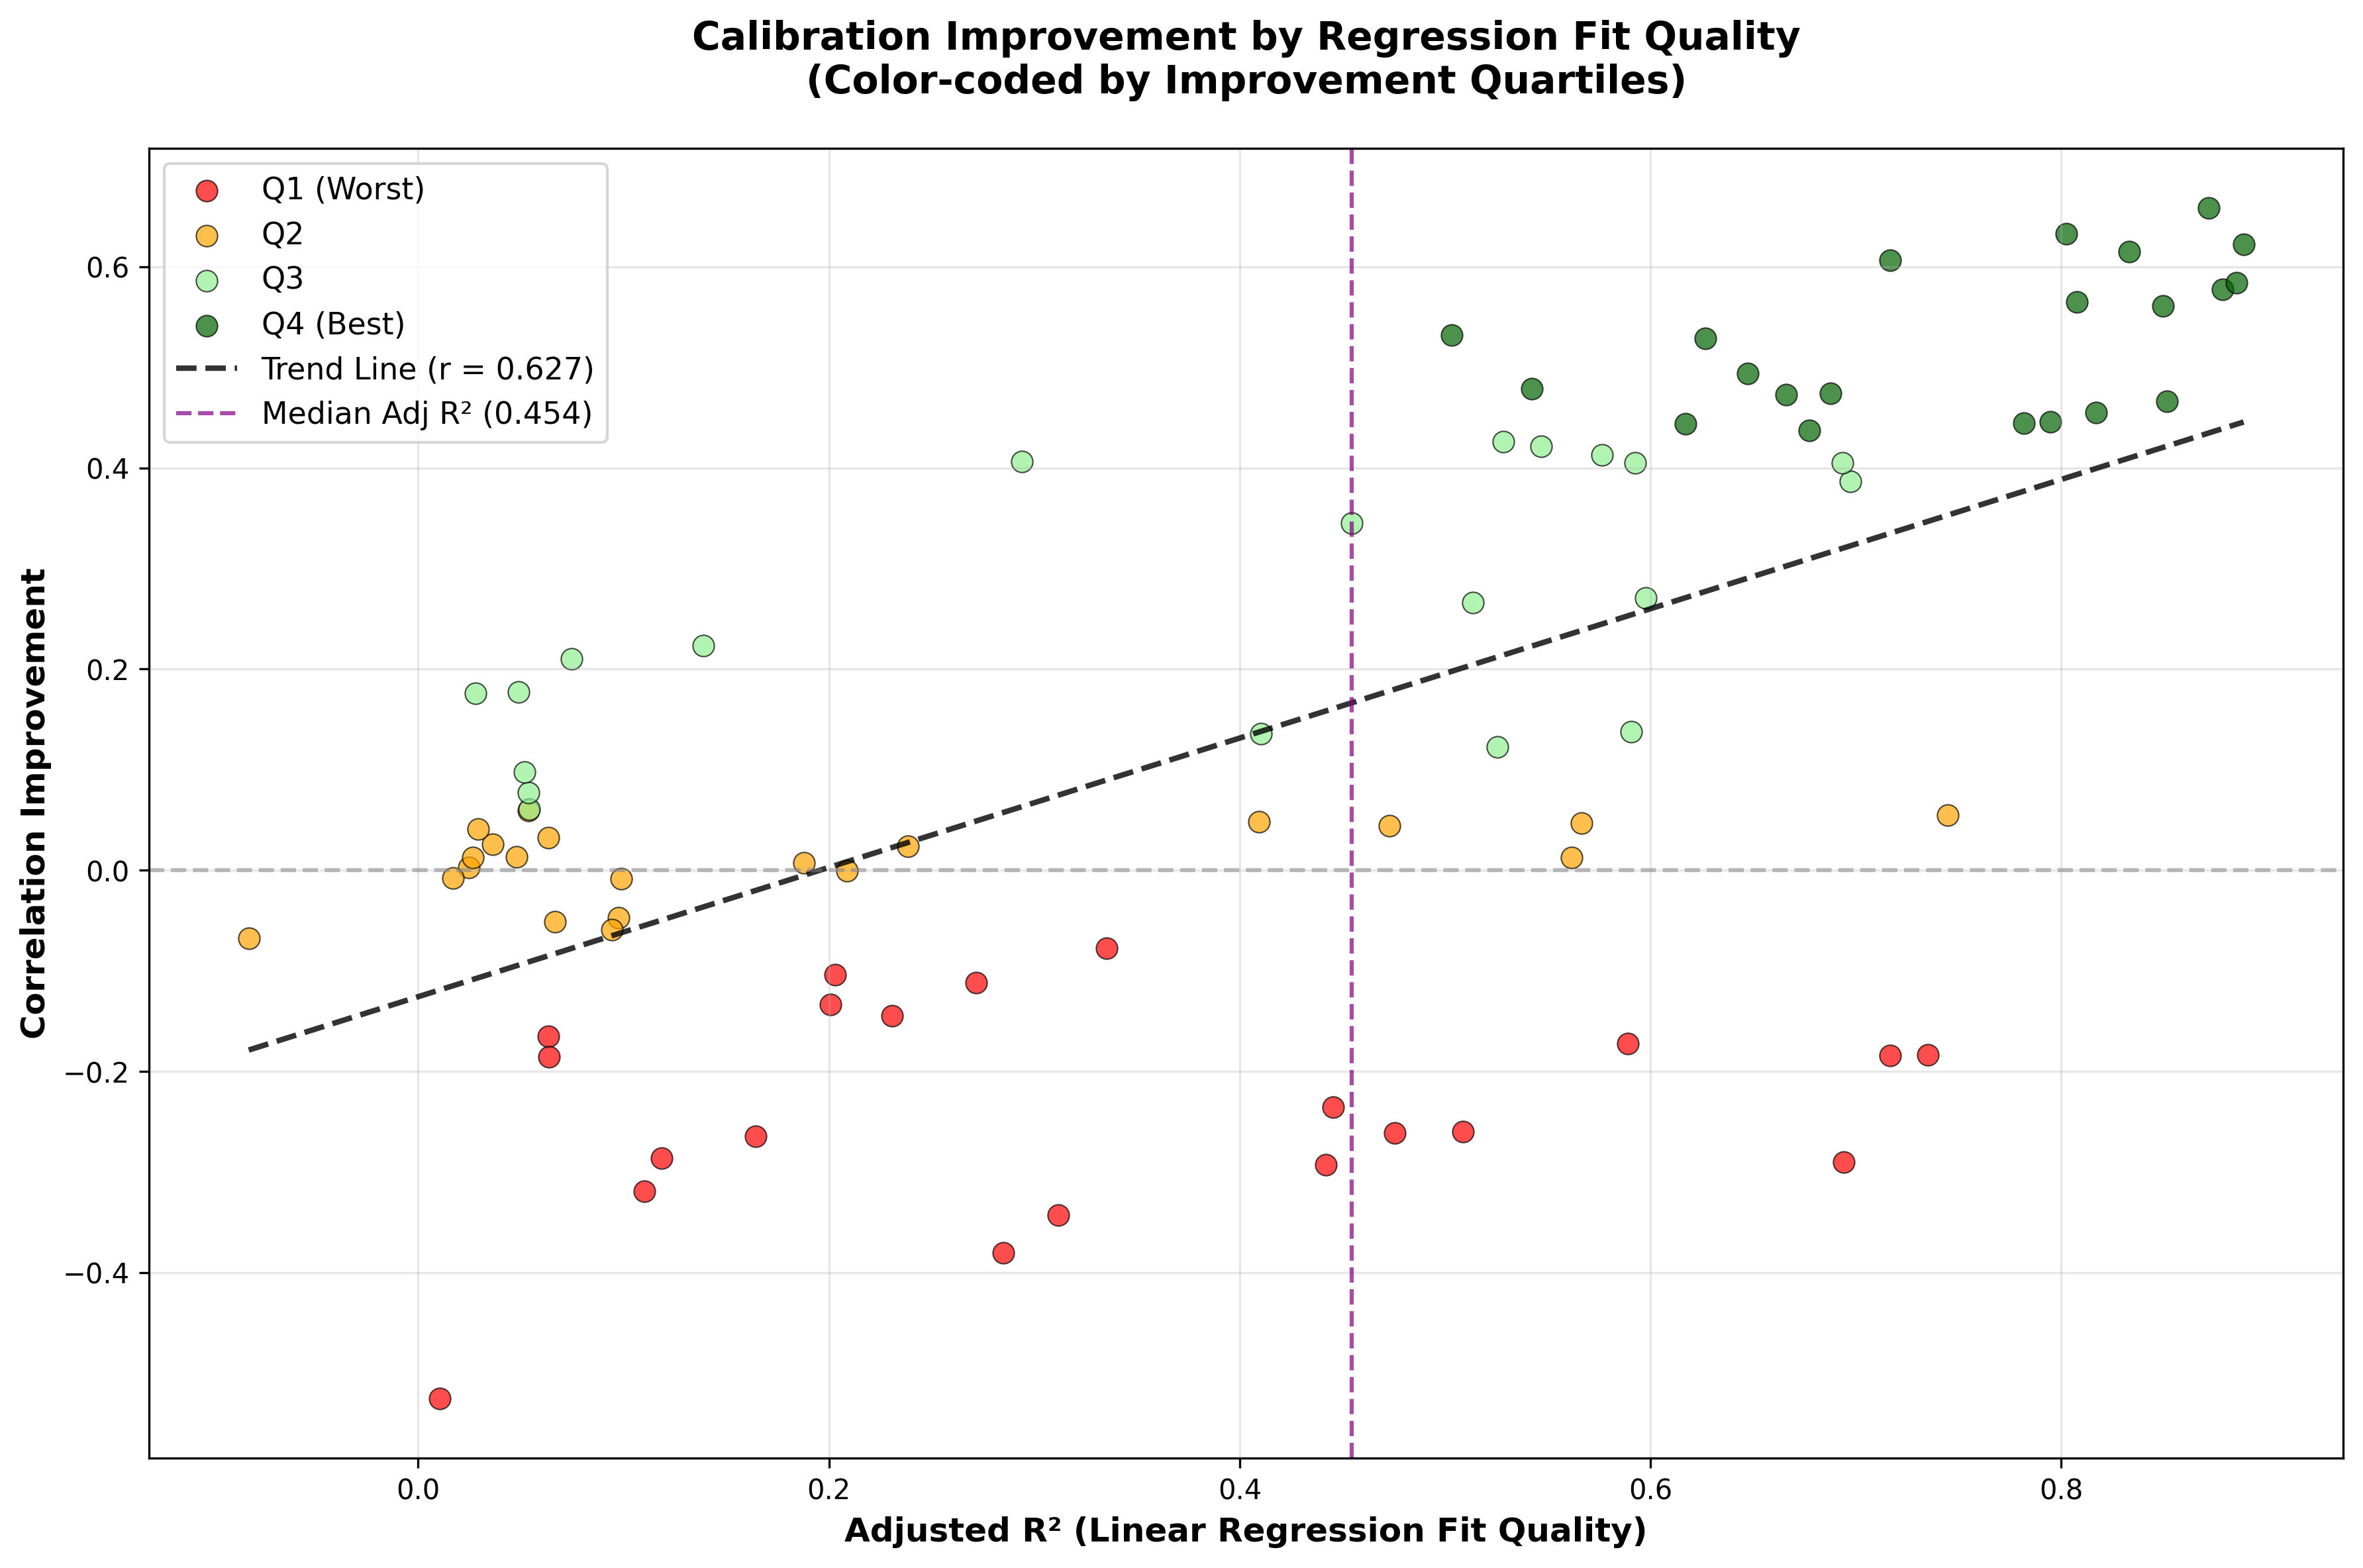 Calibration Improvement by Regression Fit Quality
(Color-coded by Improvement Quartiles)
Q1 (Worst)
Q2
Q3
Q4 (Best)
Trend Line (r = 0.627)
Median Adj R² (0.454)
Correlation Improvement
0.6
0.4
0.2
0.0
−0.2
−0.4
0.0
0.2
0.4
0.6
0.8
Adjusted R² (Linear Regression Fit Quality)